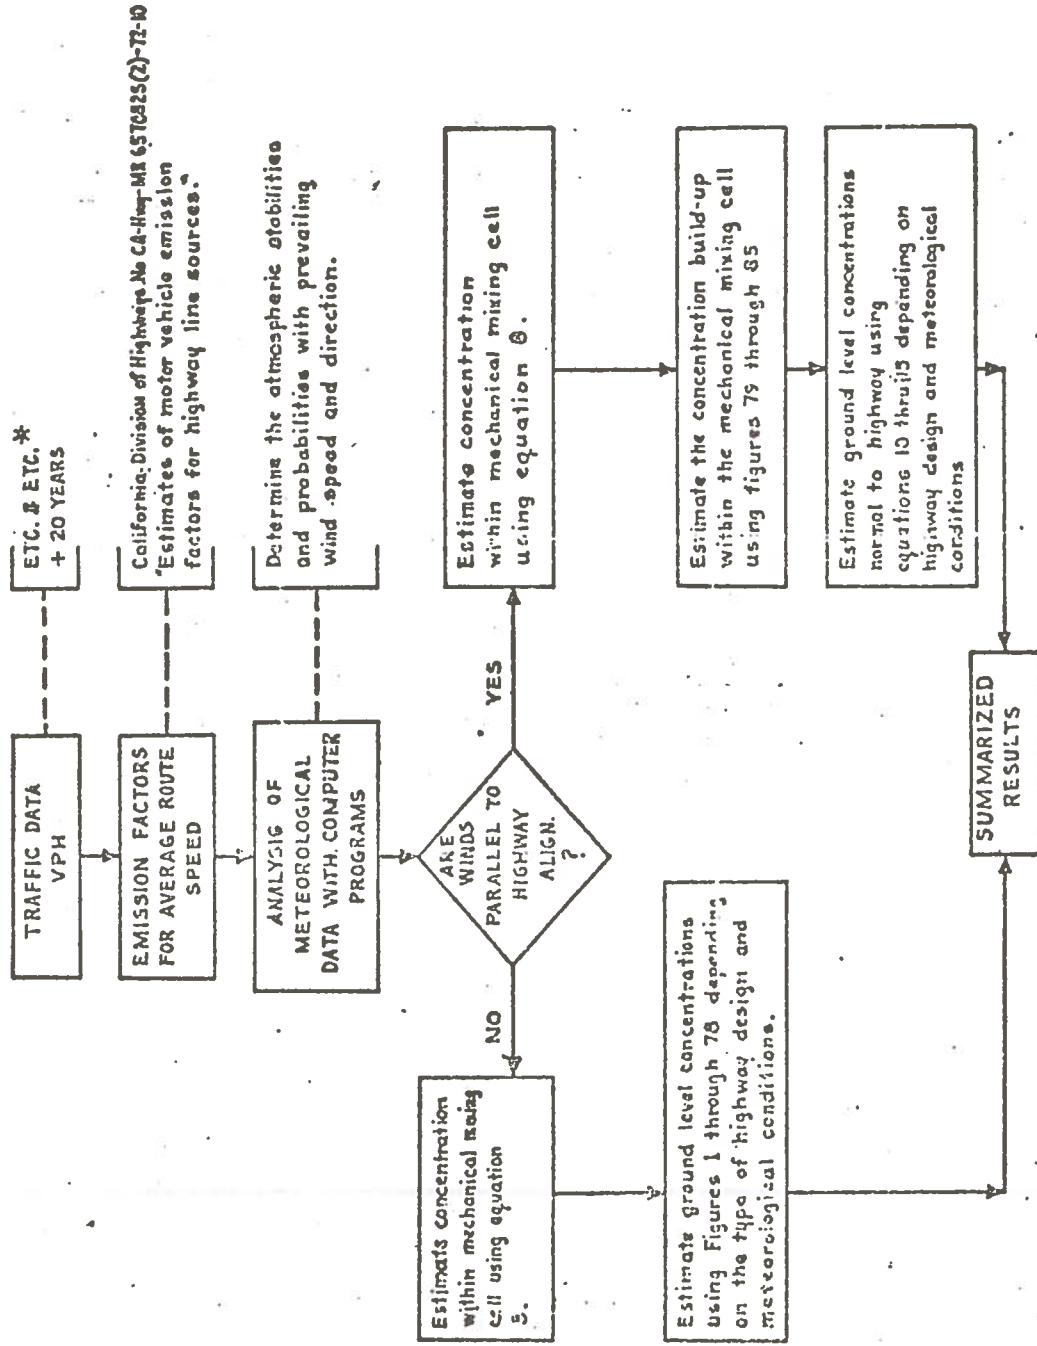 TRAFFIC DATA
VPH
ETC. & ETC.*
+ 20 YEARS
EMISSION FACTORS
FOR AVERAGE ROUTE
SPEED
California-Division of Highways No CA-Hwy-MR 657082S(2)-72-10
"Estimates of motor vehicle emission
factors for highway line sources."
ANALYSIS OF
METEOROLOGICAL
DATA WITH COMPUTER
PROGRAMS
Determine the atmospheric stabilities
and probabilities with prevailing
wind speed and direction.
ARE
WINDS
PARALLEL TO
HIGHWAY
ALIGN.
?
NO
YES
Estimate concentration
within mechanical mixing
cell using equation
5.
Estimate concentration
within mechanical mixing cell
using equation 8.
Estimate ground level concentrations
using Figures 1 through 78 depending
on the type of highway design and
meteorological conditions.
Estimate the concentration build-up
within the mechanical mixing cell
using figures 79 through 85
Estimate ground level concentrations
normal to highway using
equations 10 thru 15 depending on
highway design and meteorological
conditions
SUMMARIZED
RESULTS